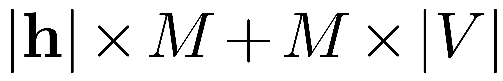 |𝐡| × M + M × |V|